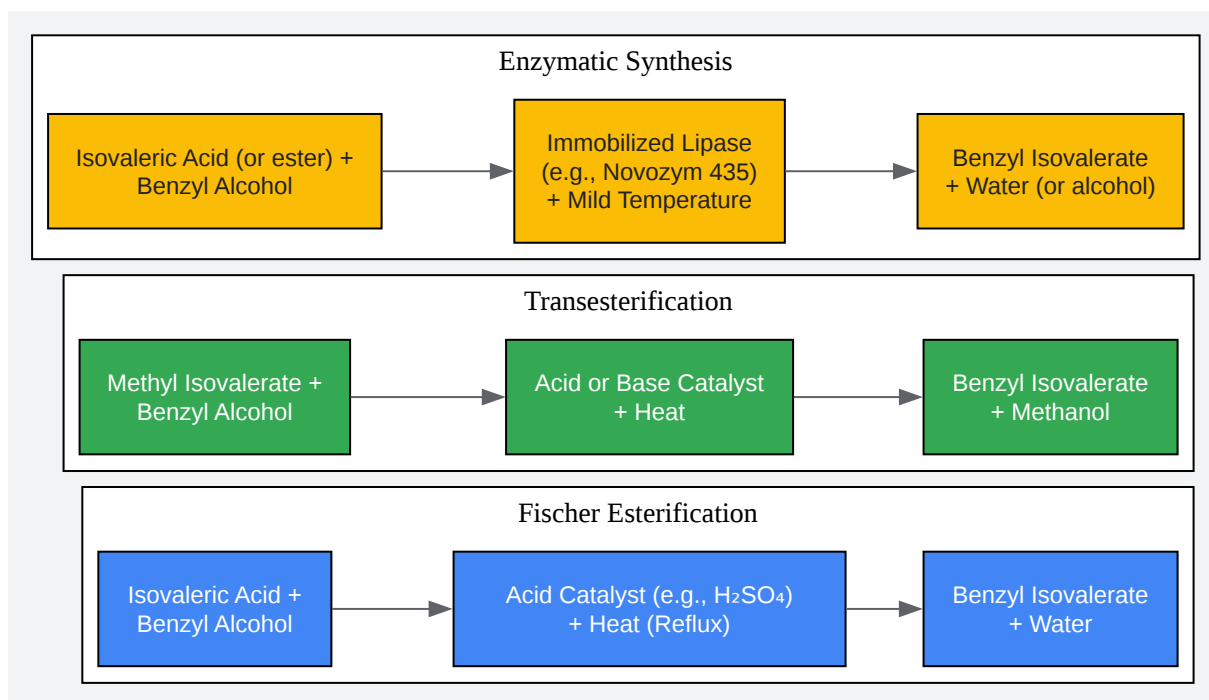 Enzymatic Synthesis
Isovaleric Acid (or ester) +
Benzyl Alcohol
Immobilized Lipase
(e.g., Novozym 435)
+ Mild Temperature
Benzyl Isovalerate
+ Water (or alcohol)
Transesterification
Methyl Isovalerate +
Benzyl Alcohol
Acid or Base Catalyst
+ Heat
Benzyl Isovalerate
+ Methanol
Fischer Esterification
Isovaleric Acid +
Benzyl Alcohol
Acid Catalyst (e.g., H₂SO₄)
+ Heat (Reflux)
Benzyl Isovalerate
+ Water